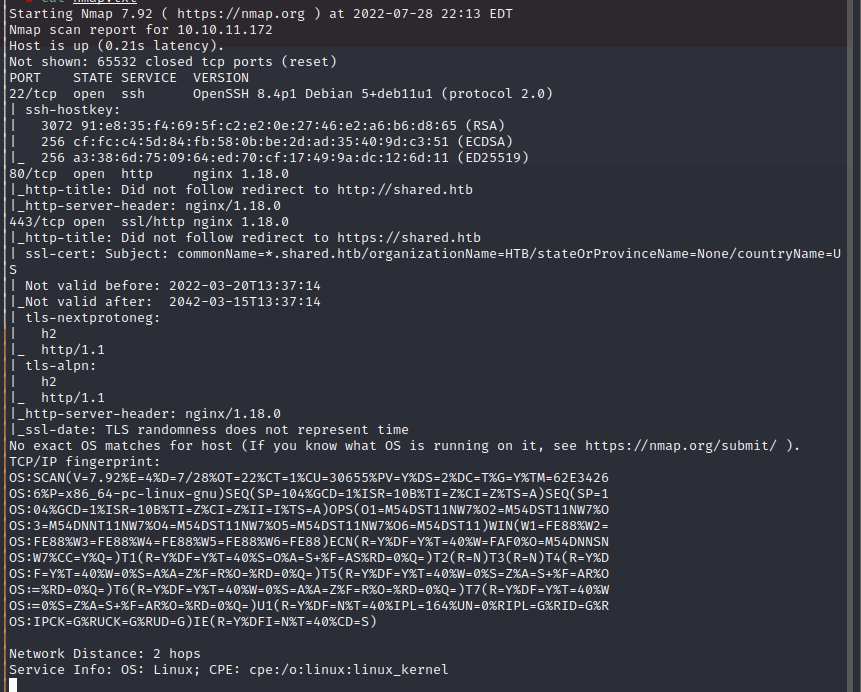 Starting Nmap 7.92 ( https://nmap.org ) at 2022-07-28 22:13 EDT
Nmap scan report for 10.10.11.172
Host is up (0.21s latency).
Not shown: 65532 closed tcp ports (reset)
PORT    STATE SERVICE  VERSION
22/tcp  open  ssh      OpenSSH 8.4p1 Debian 5+deb11u1 (protocol 2.0)
| ssh-hostkey:
|   3072 91:e8:35:f4:69:5f:c2:e2:0e:27:46:e2:a6:b6:d8:65 (RSA)
|   256 cf:fc:c4:5d:84:fb:58:0b:be:2d:ad:35:40:9d:c3:51 (ECDSA)
|_  256 a3:38:6d:75:09:64:ed:70:cf:17:49:9a:dc:12:6d:11 (ED25519)
80/tcp  open  http     nginx 1.18.0
|_http-title: Did not follow redirect to http://shared.htb
|_http-server-header: nginx/1.18.0
443/tcp open  ssl/http nginx 1.18.0
|_http-title: Did not follow redirect to https://shared.htb
| ssl-cert: Subject: commonName=*.shared.htb/organizationName=HTB/stateOrProvinceName=None/countryName=U
S
| Not valid before: 2022-03-20T13:37:14
|_Not valid after:  2042-03-15T13:37:14
| tls-nextprotoneg:
|   h2
|_  http/1.1
| tls-alpn:
|   h2
|_  http/1.1
|_http-server-header: nginx/1.18.0
|_ssl-date: TLS randomness does not represent time
No exact OS matches for host (If you know what OS is running on it, see https://nmap.org/submit/ ).
TCP/IP fingerprint:
OS:SCAN(V=7.92%E=4%D=7/28%OT=22%CT=1%CU=30655%PV=Y%DS=2%DC=T%G=Y%TM=62E3426
OS:6%P=x86_64-pc-linux-gnu)SEQ(SP=104%GCD=1%ISR=10B%TI=Z%CI=Z%TS=A)SEQ(SP=1
OS:04%GCD=1%ISR=10B%TI=Z%CI=Z%II=I%TS=A)OPS(O1=M54DST11NW7%O2=M54DST11NW7%O
OS:3=M54DNNT11NW7%O4=M54DST11NW7%O5=M54DST11NW7%O6=M54DST11)WIN(W1=FE88%W2=
OS:FE88%W3=FE88%W4=FE88%W5=FE88%W6=FE88)ECN(R=Y%DF=Y%T=40%W=FAF0%O=M54DNNSN
OS:W7%CC=Y%Q=)T1(R=Y%DF=Y%T=40%S=O%A=S+%F=AS%RD=0%Q=)T2(R=N)T3(R=N)T4(R=Y%D
OS:F=Y%T=40%W=0%S=A%A=Z%F=R%O=%RD=0%Q=)T5(R=Y%DF=Y%T=40%W=0%S=Z%A=S+%F=AR%O
OS:=%RD=0%Q=)T6(R=Y%DF=Y%T=40%W=0%S=A%A=Z%F=R%O=%RD=0%Q=)T7(R=Y%DF=Y%T=40%W
OS:=0%S=Z%A=S+%F=AR%O=%RD=0%Q=)U1(R=Y%DF=N%T=40%IPL=164%UN=0%RIPL=G%RID=G%R
OS:IPCK=G%RUCK=G%RUD=G)IE(R=Y%DFI=N%T=40%CD=S)
Network Distance: 2 hops
Service Info: OS: Linux; CPE: cpe:/o:linux:linux_kernel